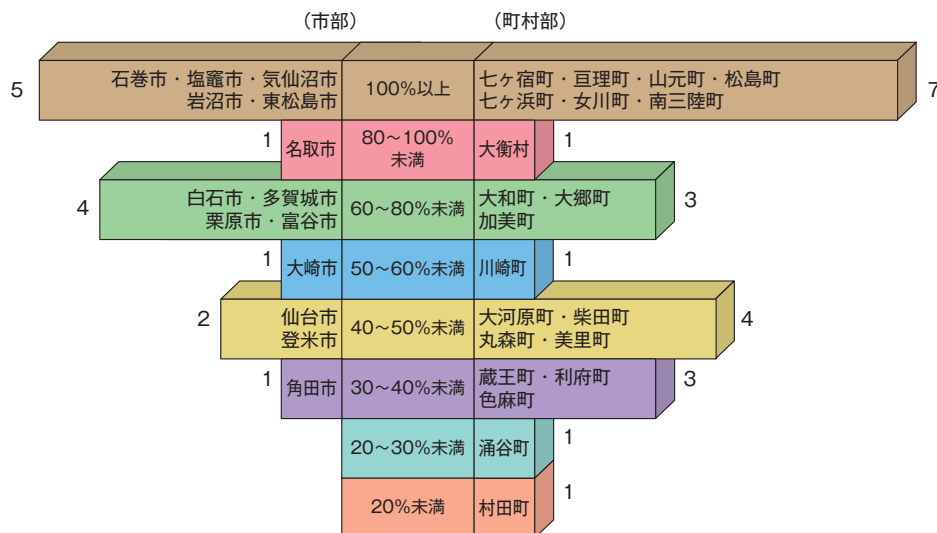 （市部）
（町村部）
5
石巻市・塩竈市・気仙沼市
岩沼市・東松島市
100%以上
七ヶ宿町・亘理町・山元町・松島町
七ヶ浜町・女川町・南三陸町
7
1
名取市
80〜100%
未満
大衡村
1
4
白石市・多賀城市
栗原市・富谷市
60〜80%未満
大和町・大郷町
加美町
3
1
大崎市
50〜60%未満
川崎町
1
2
仙台市
登米市
40〜50%未満
大河原町・柴田町
丸森町・美里町
4
1
角田市
30〜40%未満
蔵王町・利府町
色麻町
3
20〜30%未満
涌谷町
1
20%未満
村田町
1